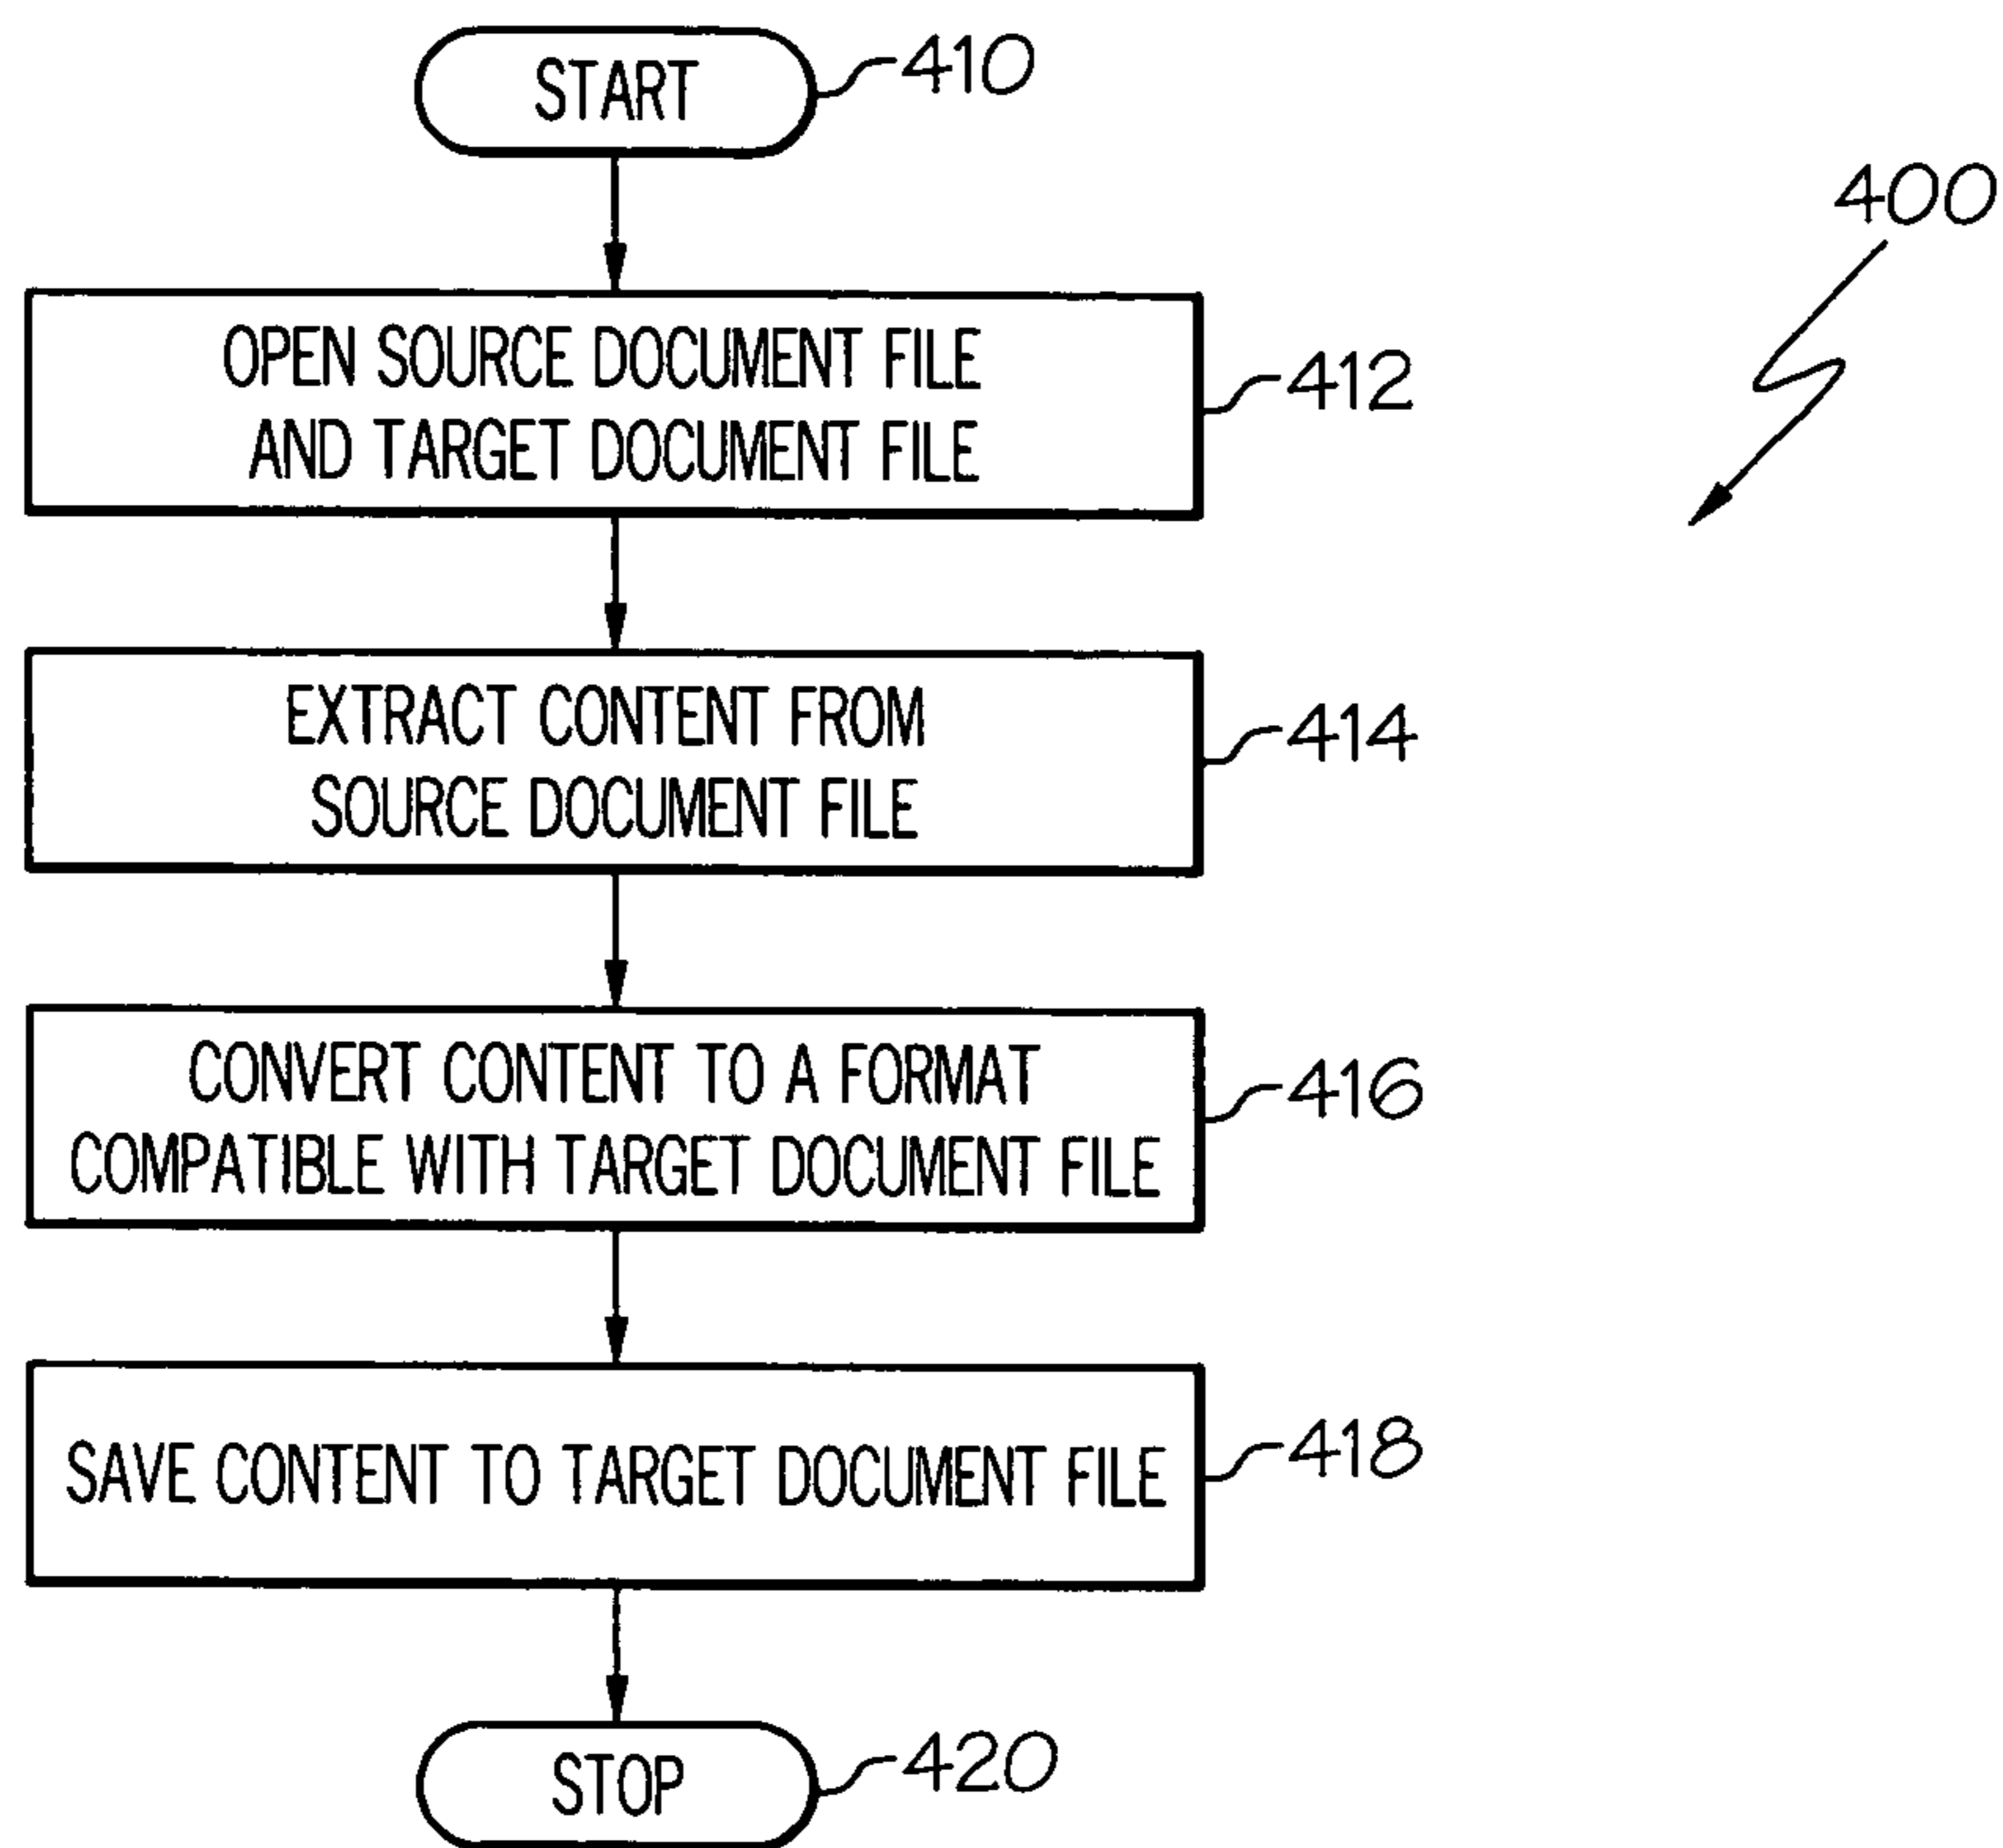 START
410
400
OPEN SOURCE DOCUMENT FILE
AND TARGET DOCUMENT FILE
412
EXTRACT CONTENT FROM
SOURCE DOCUMENT FILE
414
CONVERT CONTENT TO A FORMAT
COMPATIBLE WITH TARGET DOCUMENT FILE
416
SAVE CONTENT TO TARGET DOCUMENT FILE
418
STOP
420